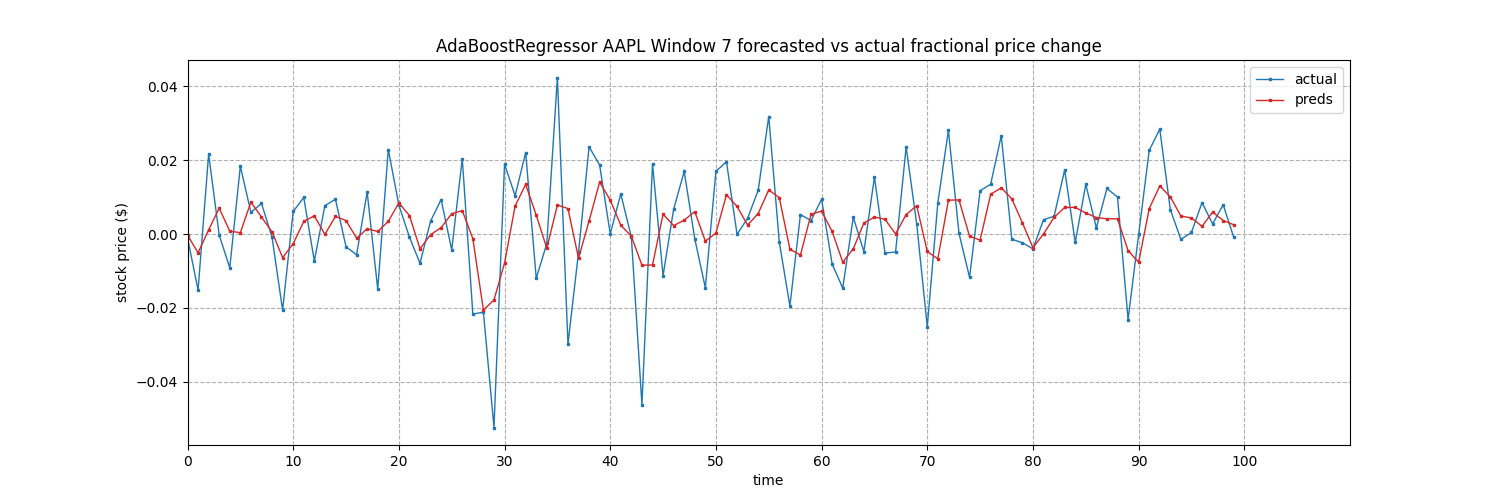 AdaBoostRegressor AAPL Window 7 forecasted vs actual fractional price change
actual
preds
0.04
0.02
0.00
−0.02
−0.04
stock price ($)
0 10 20 30 40 50 60 70 80 90 100
time